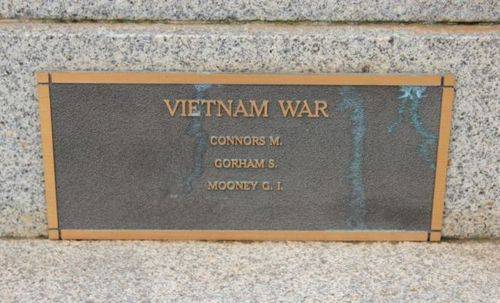 VIETNAM WAR
CONNORS M.
GORHAM S.
MOONEY G. I.